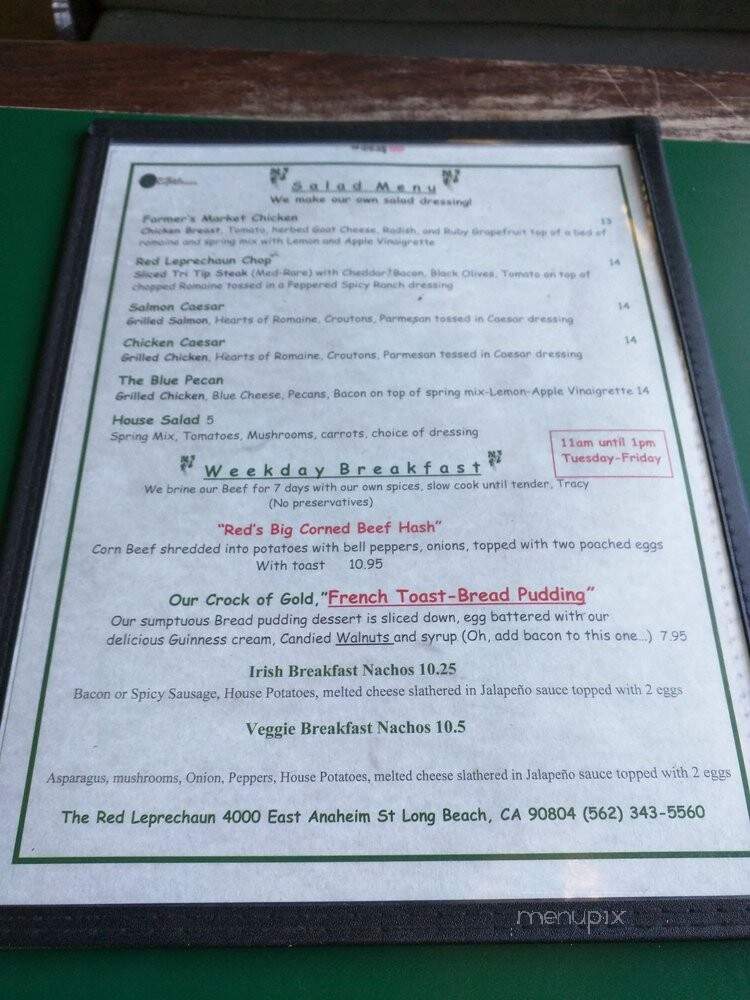 Salad Menu
We make our own salad dressing!
Farmer's Market Chicken 13
Chicken Breast, Tomato, herbed Goat Cheese, Radish, and Ruby Grapefruit top of a bed of
romaine and spring mix with Lemon and Apple Vinaigrette
Red Leprechaun Chop 14
Sliced Tri Tip Steak (Med-Rare) with Cheddar, Bacon, Black Olives, Tomato on top of
chopped Romaine tossed in a Peppered Spicy Ranch dressing
Salmon Caesar 14
Grilled Salmon, Hearts of Romaine, Croutons, Parmesan tossed in Caesar dressing
Chicken Caesar 14
Grilled Chicken, Hearts of Romaine, Croutons, Parmesan tossed in Caesar dressing
The Blue Pecan
Grilled Chicken, Blue Cheese, Pecans, Bacon on top of spring mix-Lemon-Apple Vinaigrette 14
House Salad 5
Spring Mix, Tomatoes, Mushrooms, carrots, choice of dressing
11am until 1pm
Tuesday-Friday
Weekday Breakfast
We brine our Beef for 7 days with our own spices, slow cook until tender, Tracy
(No preservatives)
"Red's Big Corned Beef Hash"
Corn Beef shredded into potatoes with bell peppers, onions, topped with two poached eggs
With toast 10.95
Our Crock of Gold,"French Toast-Bread Pudding"
Our sumptuous Bread pudding dessert is sliced down, egg battered with our
delicious Guinness cream, Candied Walnuts and syrup (Oh, add bacon to this one...) 7.95
Irish Breakfast Nachos 10.25
Bacon or Spicy Sausage, House Potatoes, melted cheese slathered in Jalapeño sauce topped with 2 eggs
Veggie Breakfast Nachos 10.5
Asparagus, mushrooms, Onion, Peppers, House Potatoes, melted cheese slathered in Jalapeño sauce topped with 2 eggs
The Red Leprechaun 4000 East Anaheim St Long Beach, CA 90804 (562) 343-5560
menupix